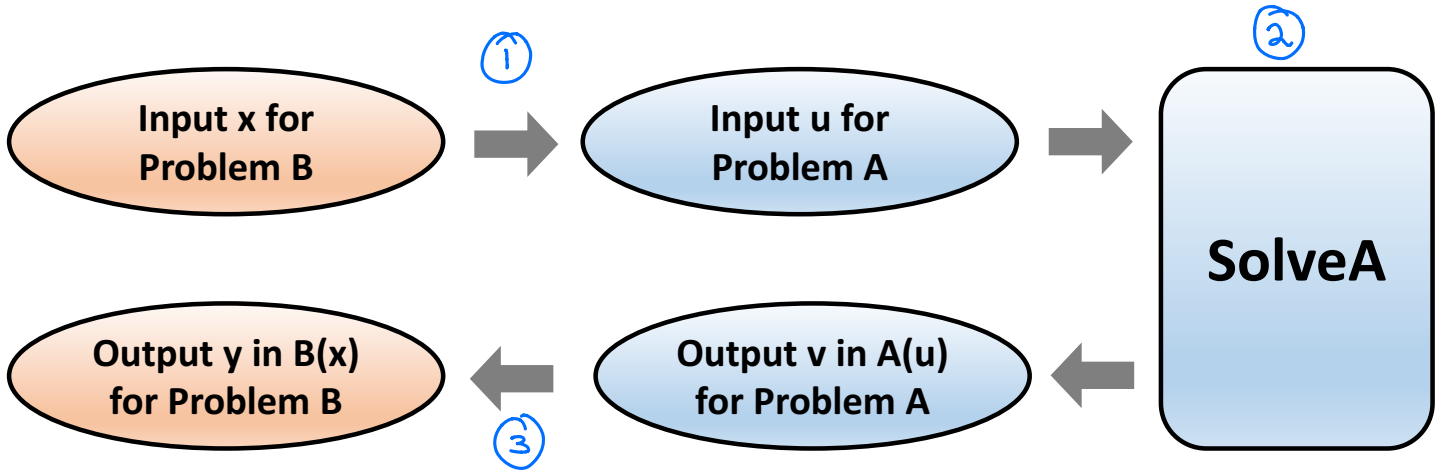 ①
②
Input x for
Problem B
Input u for
Problem A
SolveA
Output y in B(x)
for Problem B
Output v in A(u)
for Problem A
③